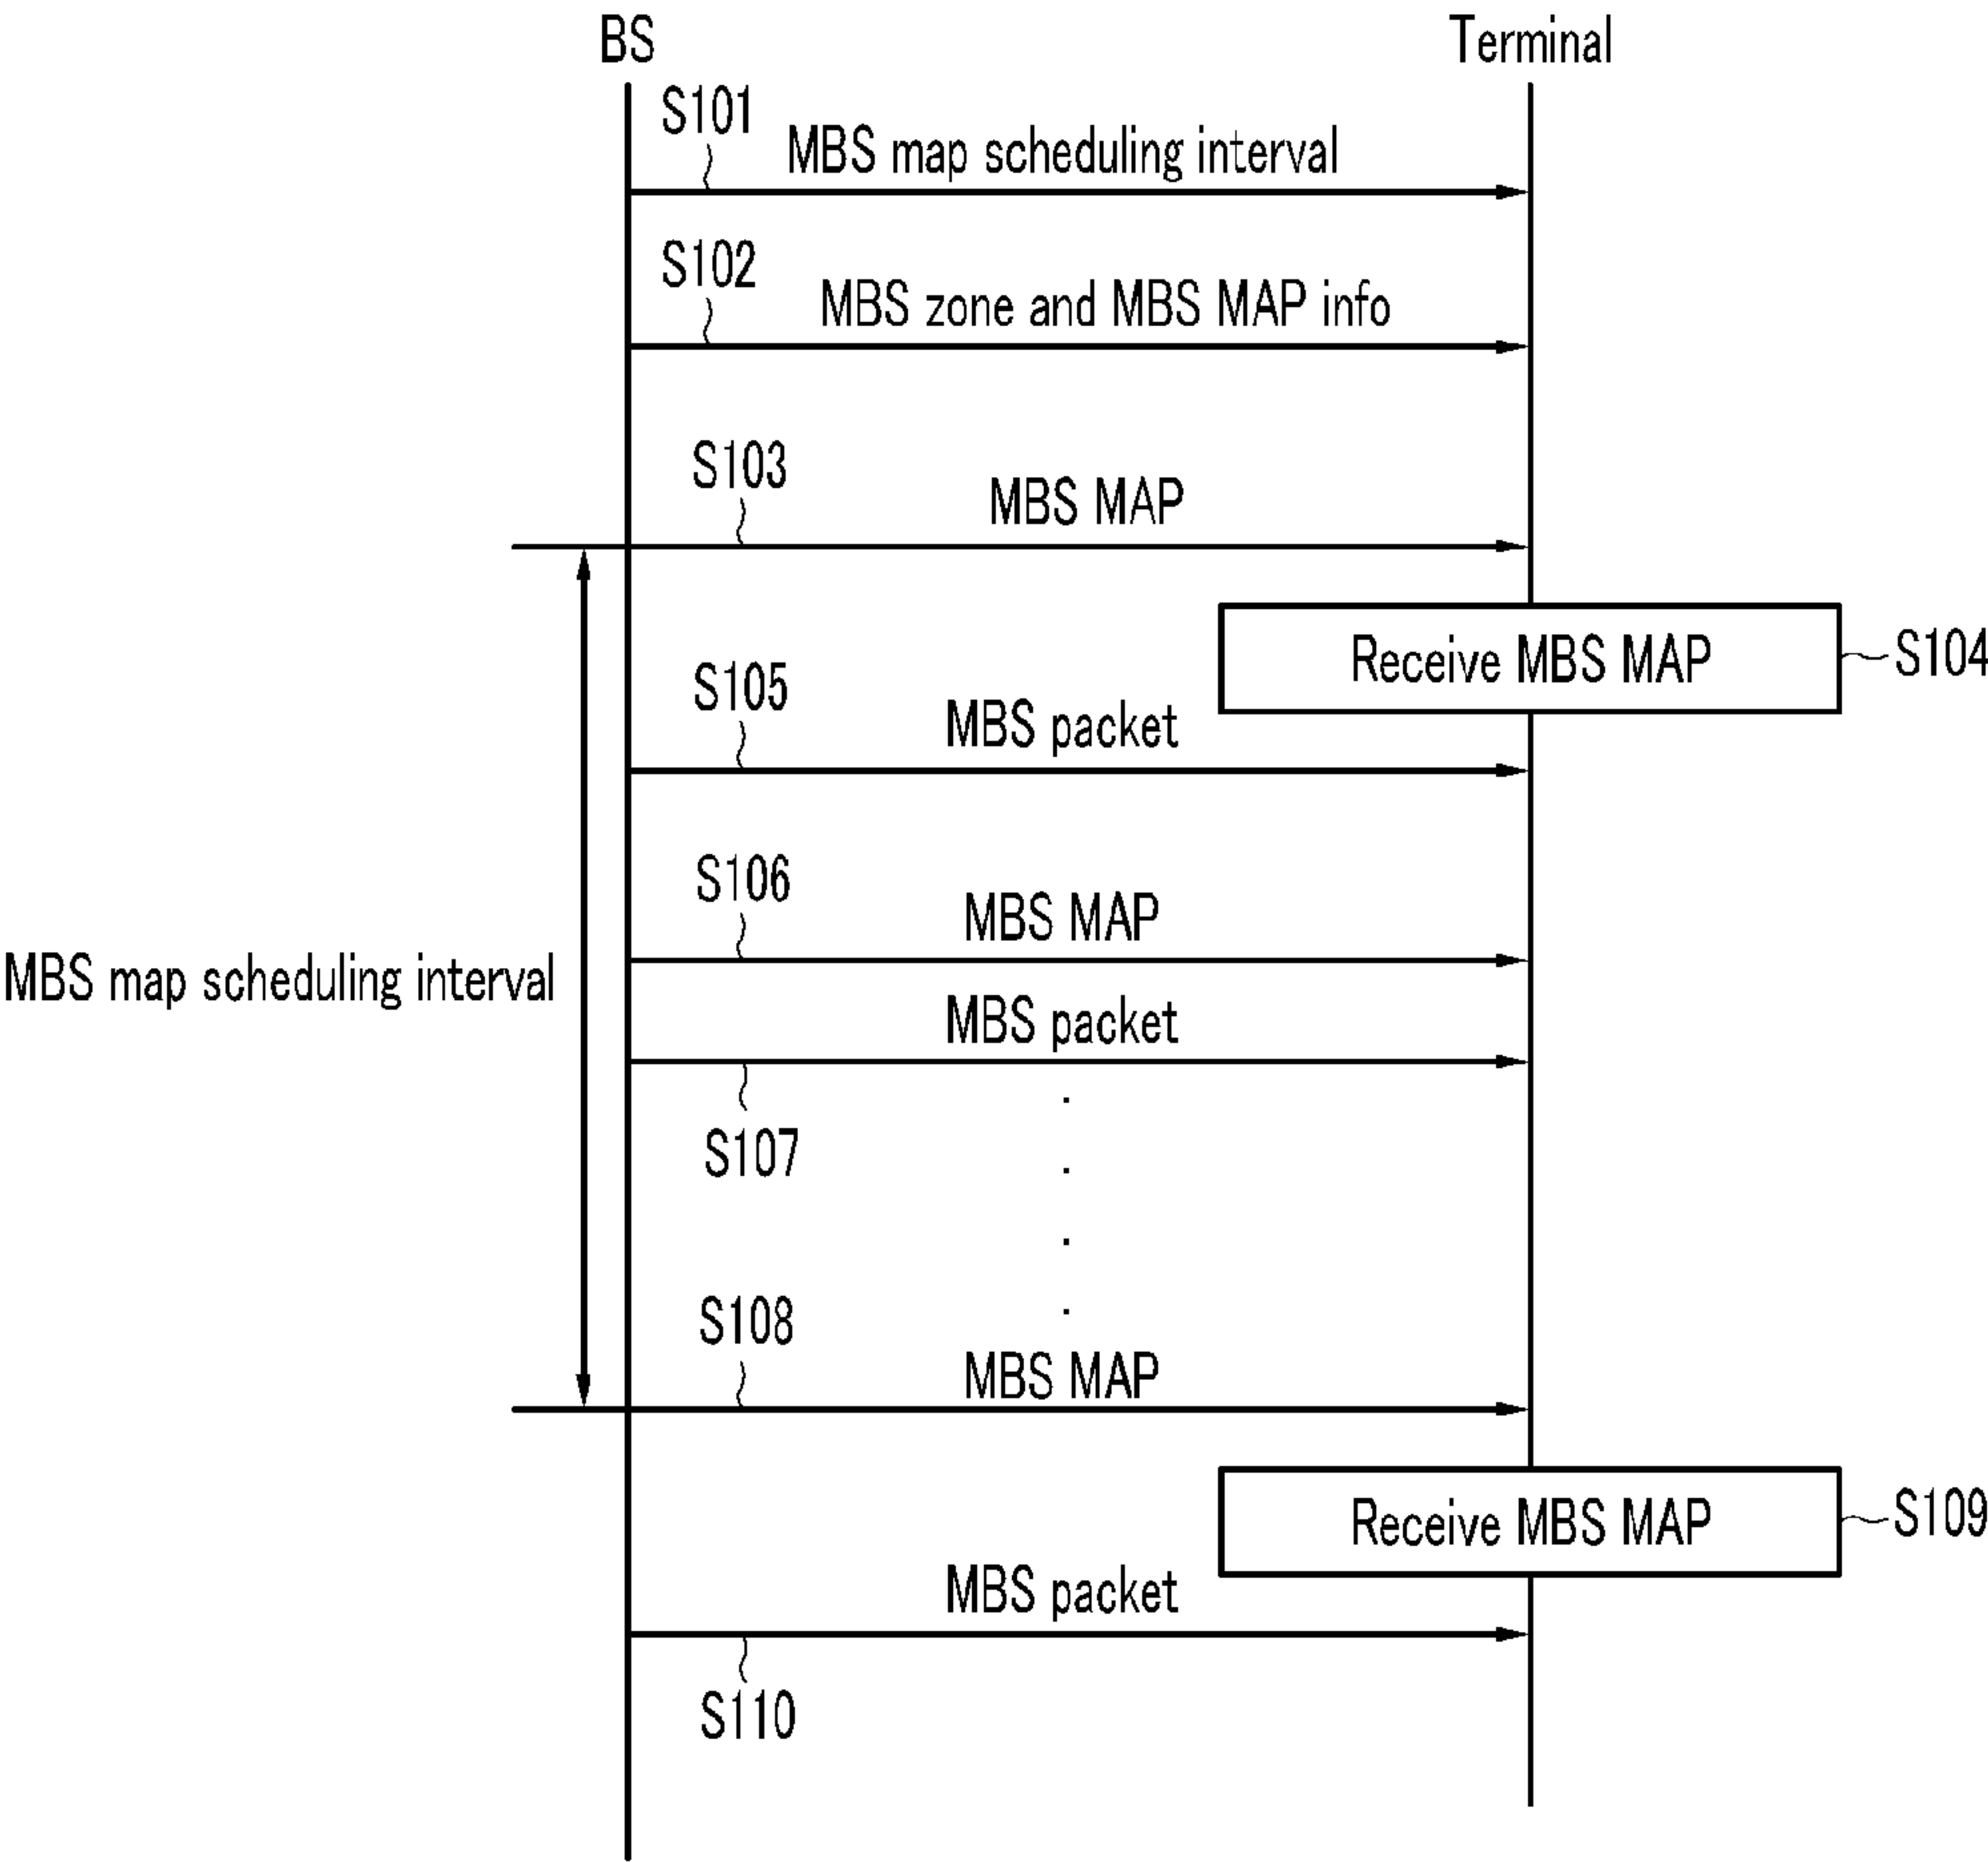 BS
Terminal
S101
MBS map scheduling interval
S102
MBS zone and MBS MAP info
S103
MBS MAP
Receive MBS MAP
S104
S105
MBS packet
S106
MBS MAP
MBS map scheduling interval
MBS packet
S107
S108
MBS MAP
Receive MBS MAP
S109
MBS packet
S110